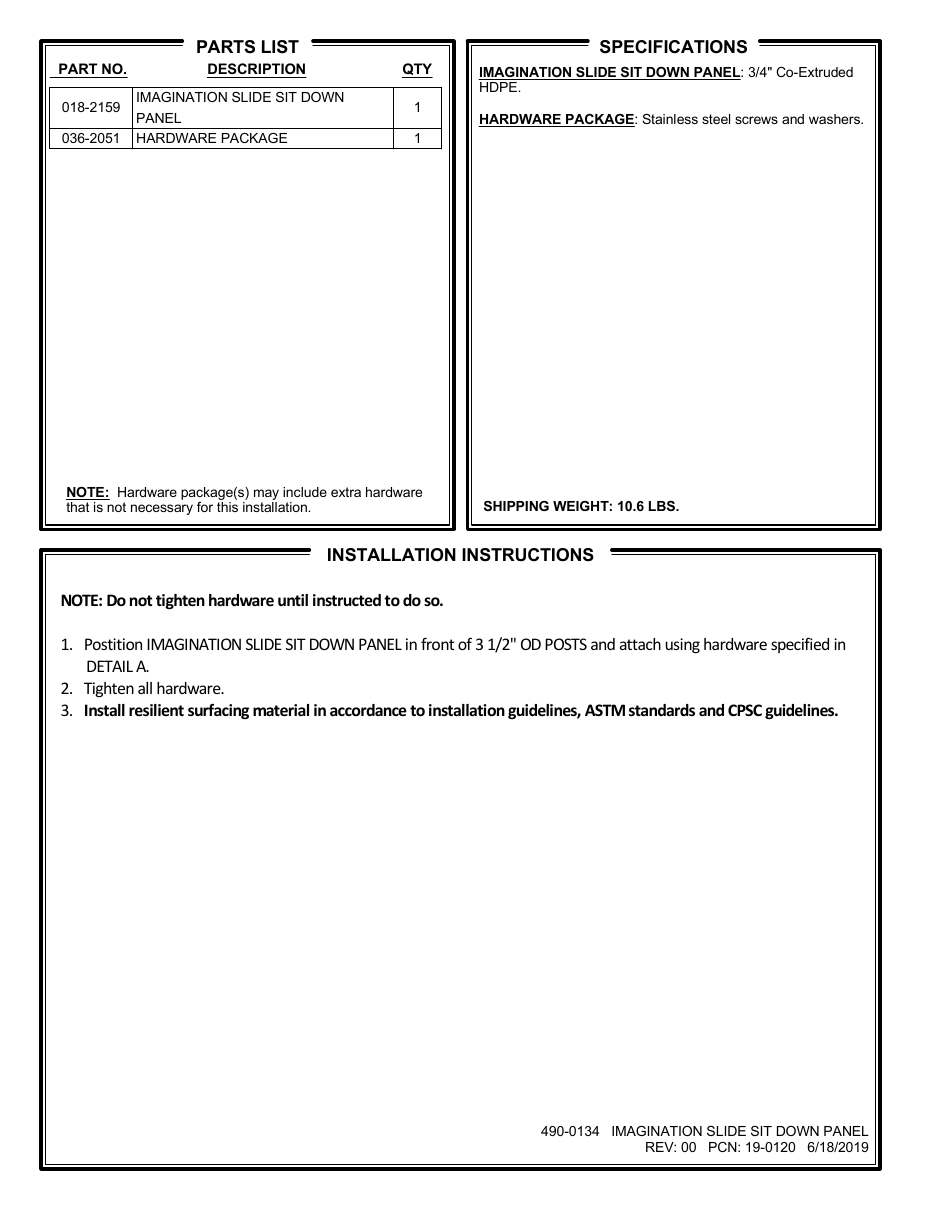 PARTS LIST
PART NO. DESCRIPTION QTY
018-2159 IMAGINATION SLIDE SIT DOWN PANEL 1
036-2051 HARDWARE PACKAGE 1
NOTE: Hardware package(s) may include extra hardware
that is not necessary for this installation.
SPECIFICATIONS
IMAGINATION SLIDE SIT DOWN PANEL: 3/4" Co-Extruded
HDPE.
HARDWARE PACKAGE: Stainless steel screws and washers.
SHIPPING WEIGHT: 10.6 LBS.
INSTALLATION INSTRUCTIONS
NOTE: Do not tighten hardware until instructed to do so.
1. Postition IMAGINATION SLIDE SIT DOWN PANEL in front of 3 1/2" OD POSTS and attach using hardware specified in
DETAIL A.
2. Tighten all hardware.
3. Install resilient surfacing material in accordance to installation guidelines, ASTM standards and CPSC guidelines.
490-0134 IMAGINATION SLIDE SIT DOWN PANEL
REV: 00 PCN: 19-0120 6/18/2019